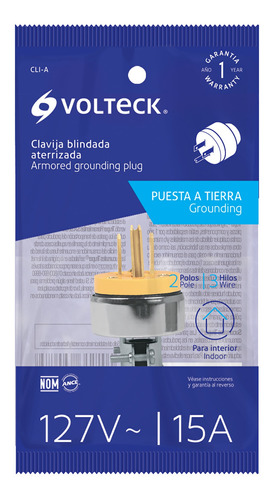 CLI-A
GARANTÍA
AÑO 1 YEAR
WARRANTY
VOLTECK®
Clavija blindada
aterrizada
Armored grounding plug
PUESTA A TIERRA
Grounding
2 Polos
Pole
3 Hilos
Wire
Para interior
Indoor
Véase instrucciones
y garantía al reverso
NOM ANCE
127V~ | 15A